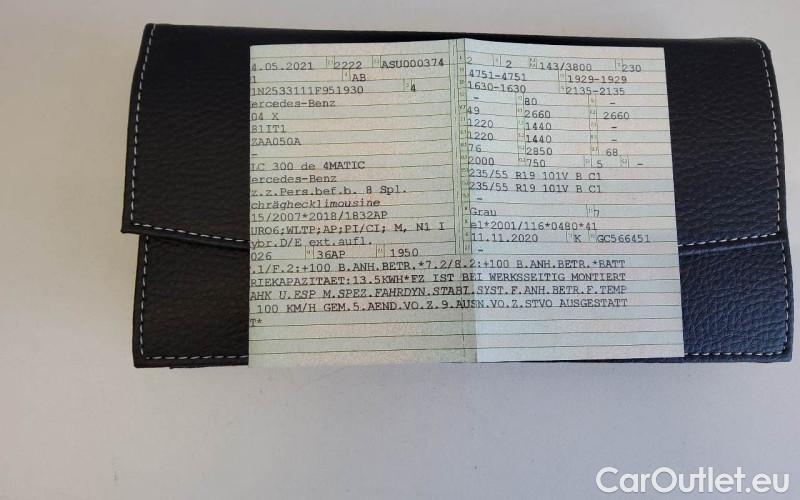 4.05.2021 2222 ASU000374
1 AB
1N2533111F951930 4
ercedes-Benz
04 X
81IT1
ZAA050A
-
LC 300 de 4MATIC
ercedes-Benz
z.z.Pers.bef.b. 8 Spl.
chräghecklimousine
15/2007*2018/1832AP
URO6;WLTP;AP;PI/CI; M, N1 I
ybr.D/E ext.aufl.
026 36AP 1950
2 2 143/3800 230
4751-4751 1929-1929
1630-1630 2135-2135
- 80 -
49 2660 2660
1220 1440 -
1220 1440 -
76 2850 68
2000 750 5 -
235/55 R19 101V B C1
235/55 R19 101V B C1
-
Grau 7
e1*2001/116*0480*41
11.11.2020 K GC566451
7.1/F.2:+100 B.ANH.BETR.*7.2/8.2:+100 B.ANH.BETR.*BATT
RIEKAPAZITAET:13.5KWH*FZ IST BEI WERKSSEITIG MONTIERT
AHK U.ESP M.SPEZ.FAHRDYN.STABI.SYST.F.ANH.BETR.F.TEMP
100 KM/H GEM.5.AEND.VO.Z.9.AUSN.VO.Z.STVO AUSGESTATT
T*
CarOutlet.eu